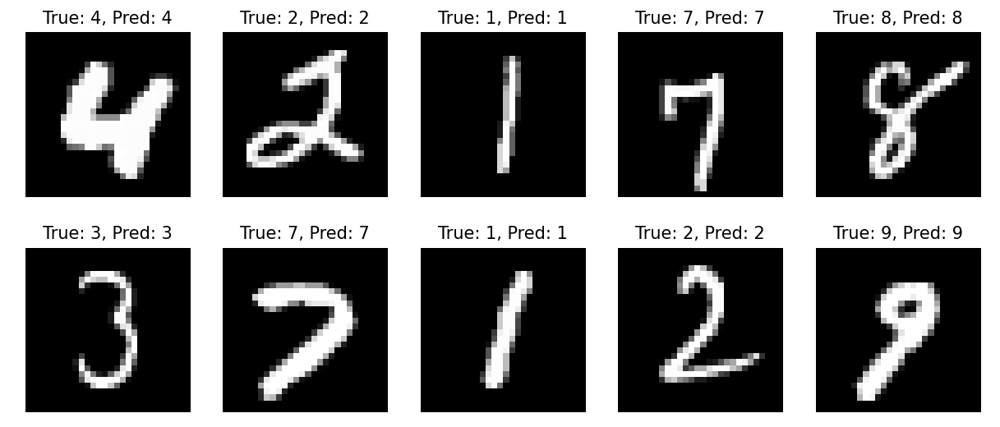 True: 4, Pred: 4 True: 2, Pred: 2 True: 1, Pred: 1 True: 7, Pred: 7 True: 8, Pred: 8
4 2 1 7 8
True: 3, Pred: 3 True: 7, Pred: 7 True: 1, Pred: 1 True: 2, Pred: 2 True: 9, Pred: 9
3 7 1 2 9